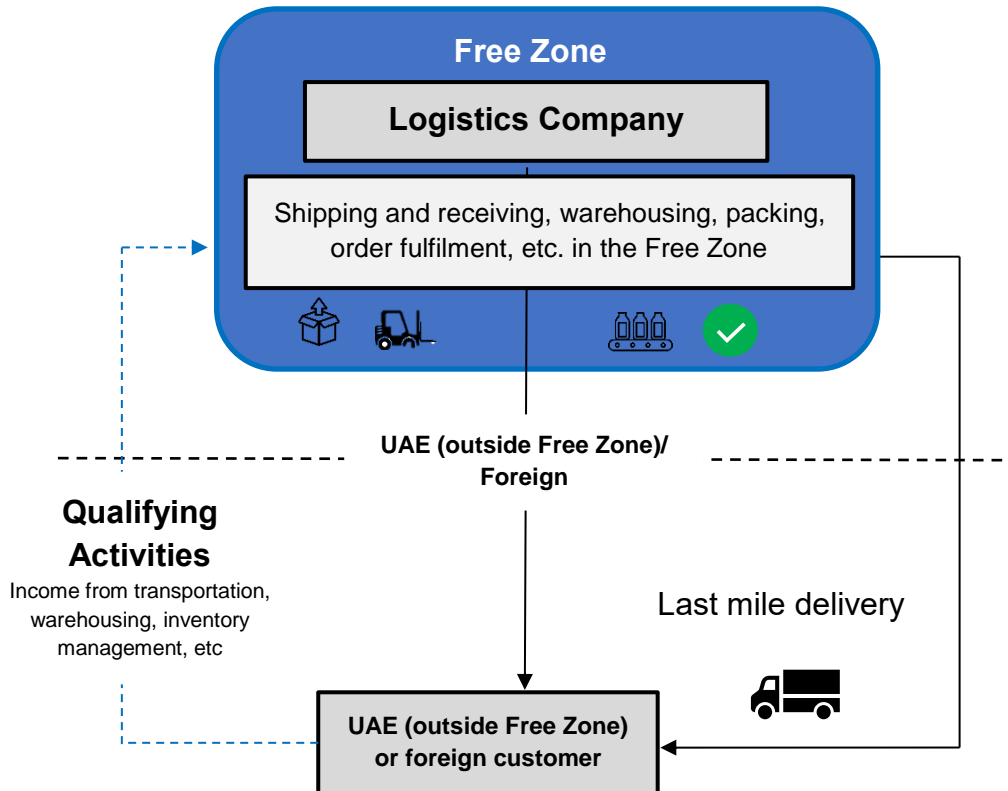 Free Zone
Logistics Company
Shipping and receiving, warehousing, packing,
order fulfilment, etc. in the Free Zone
UAE (outside Free Zone)/
Foreign
Qualifying
Activities
Income from transportation,
warehousing, inventory
management, etc
Last mile delivery
UAE (outside Free Zone)
or foreign customer